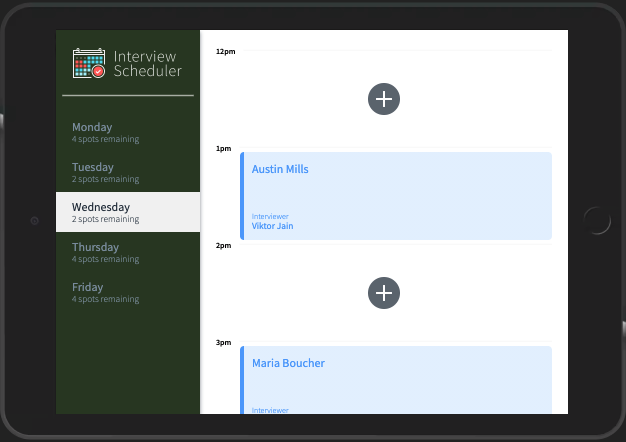 Interview
Scheduler
Monday
4 spots remaining
Tuesday
2 spots remaining
Wednesday
2 spots remaining
Thursday
4 spots remaining
Friday
4 spots remaining
12pm
1pm
Austin Mills
Interviewer
Viktor Jain
2pm
3pm
Maria Boucher
Interviewer